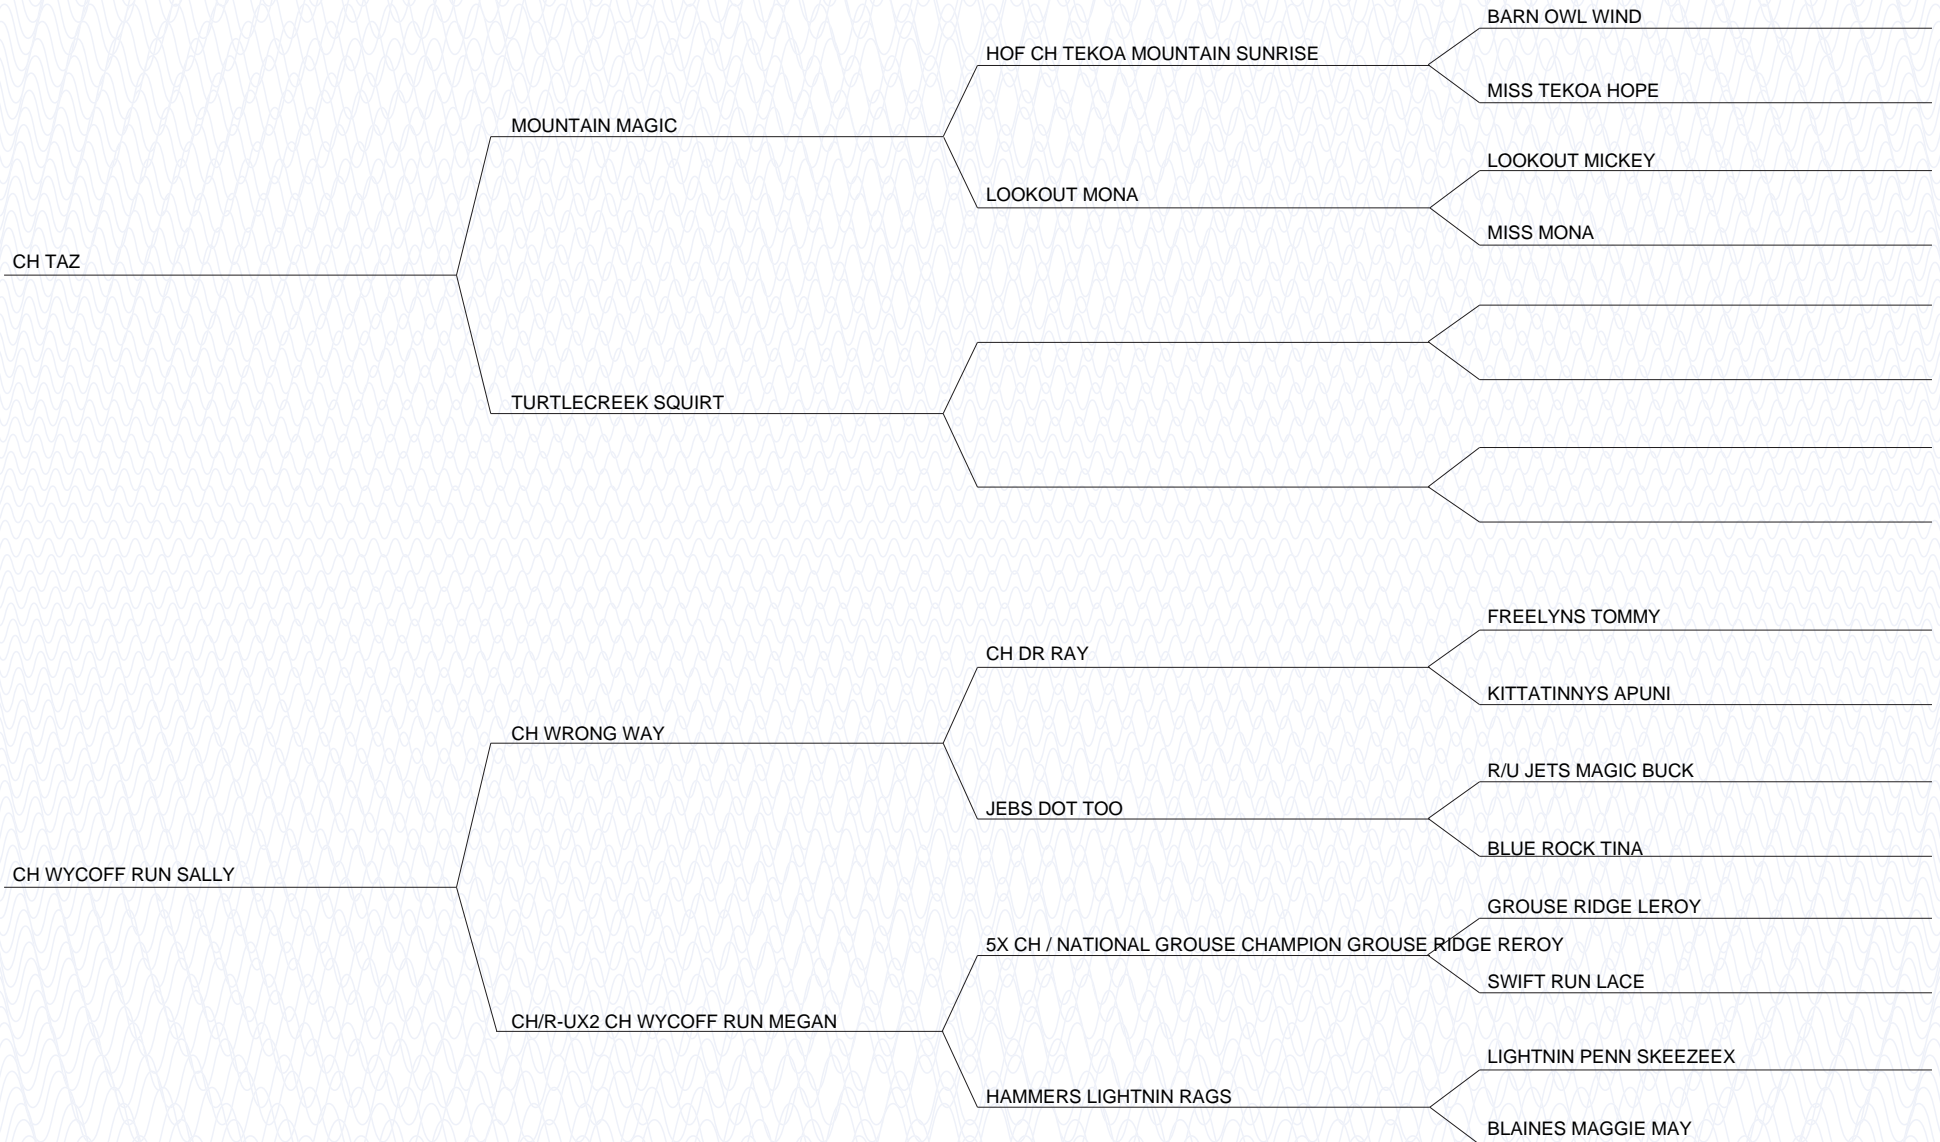 BARN OWL WIND
HOF CH TEKOA MOUNTAIN SUNRISE
MISS TEKOA HOPE
MOUNTAIN MAGIC
LOOKOUT MICKEY
LOOKOUT MONA
MISS MONA
CH TAZ
TURTLECREEK SQUIRT
FREELYNS TOMMY
CH DR RAY
KITTATINNYS APUNI
CH WRONG WAY
R/U JETS MAGIC BUCK
JEBS DOT TOO
BLUE ROCK TINA
CH WYCOFF RUN SALLY
GROUSE RIDGE LEROY
5X CH / NATIONAL GROUSE CHAMPION GROUSE RIDGE REROY
SWIFT RUN LACE
CH/R-UX2 CH WYCOFF RUN MEGAN
LIGHTNIN PENN SKEEZEEX
HAMMERS LIGHTNIN RAGS
BLAINES MAGGIE MAY